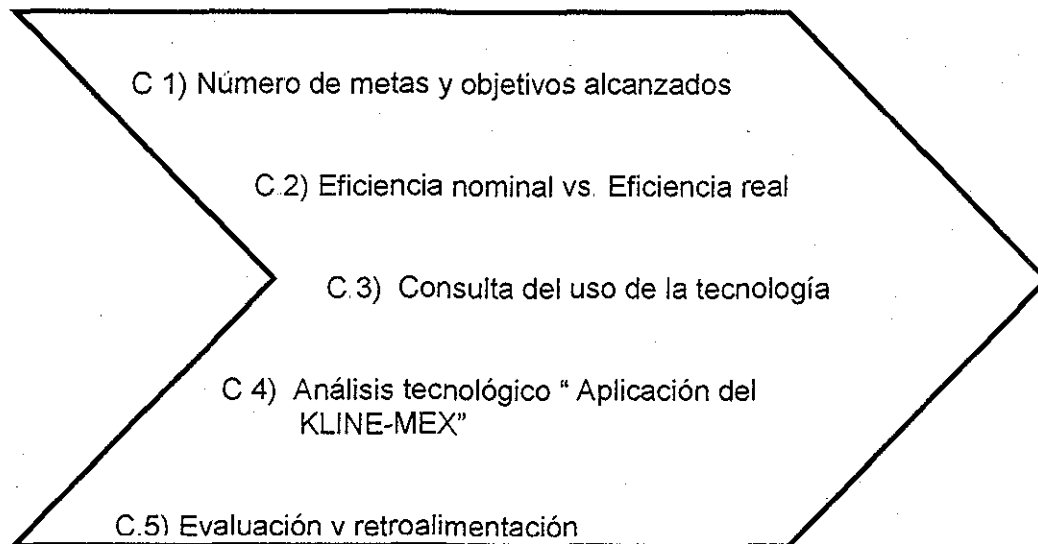 C 1) Número de metas y objetivos alcanzados
C.2) Eficiencia nominal vs. Eficiencia real
C.3) Consulta del uso de la tecnología
C 4) Análisis tecnológico “ Aplicación del
KLINE-MEX”
C.5) Evaluación y retroalimentación